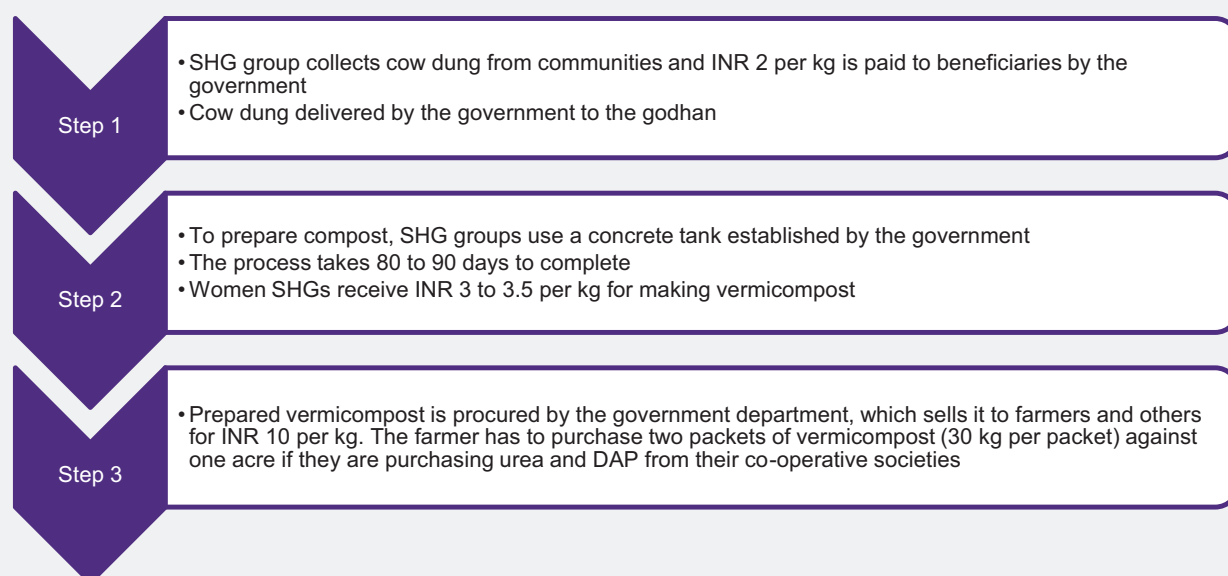 Step 1
• SHG group collects cow dung from communities and INR 2 per kg is paid to beneficiaries by the
government
• Cow dung delivered by the government to the godhan
Step 2
• To prepare compost, SHG groups use a concrete tank established by the government
• The process takes 80 to 90 days to complete
• Women SHGs receive INR 3 to 3.5 per kg for making vermicompost
Step 3
• Prepared vermicompost is procured by the government department, which sells it to farmers and others
for INR 10 per kg. The farmer has to purchase two packets of vermicompost (30 kg per packet) against
one acre if they are purchasing urea and DAP from their co-operative societies